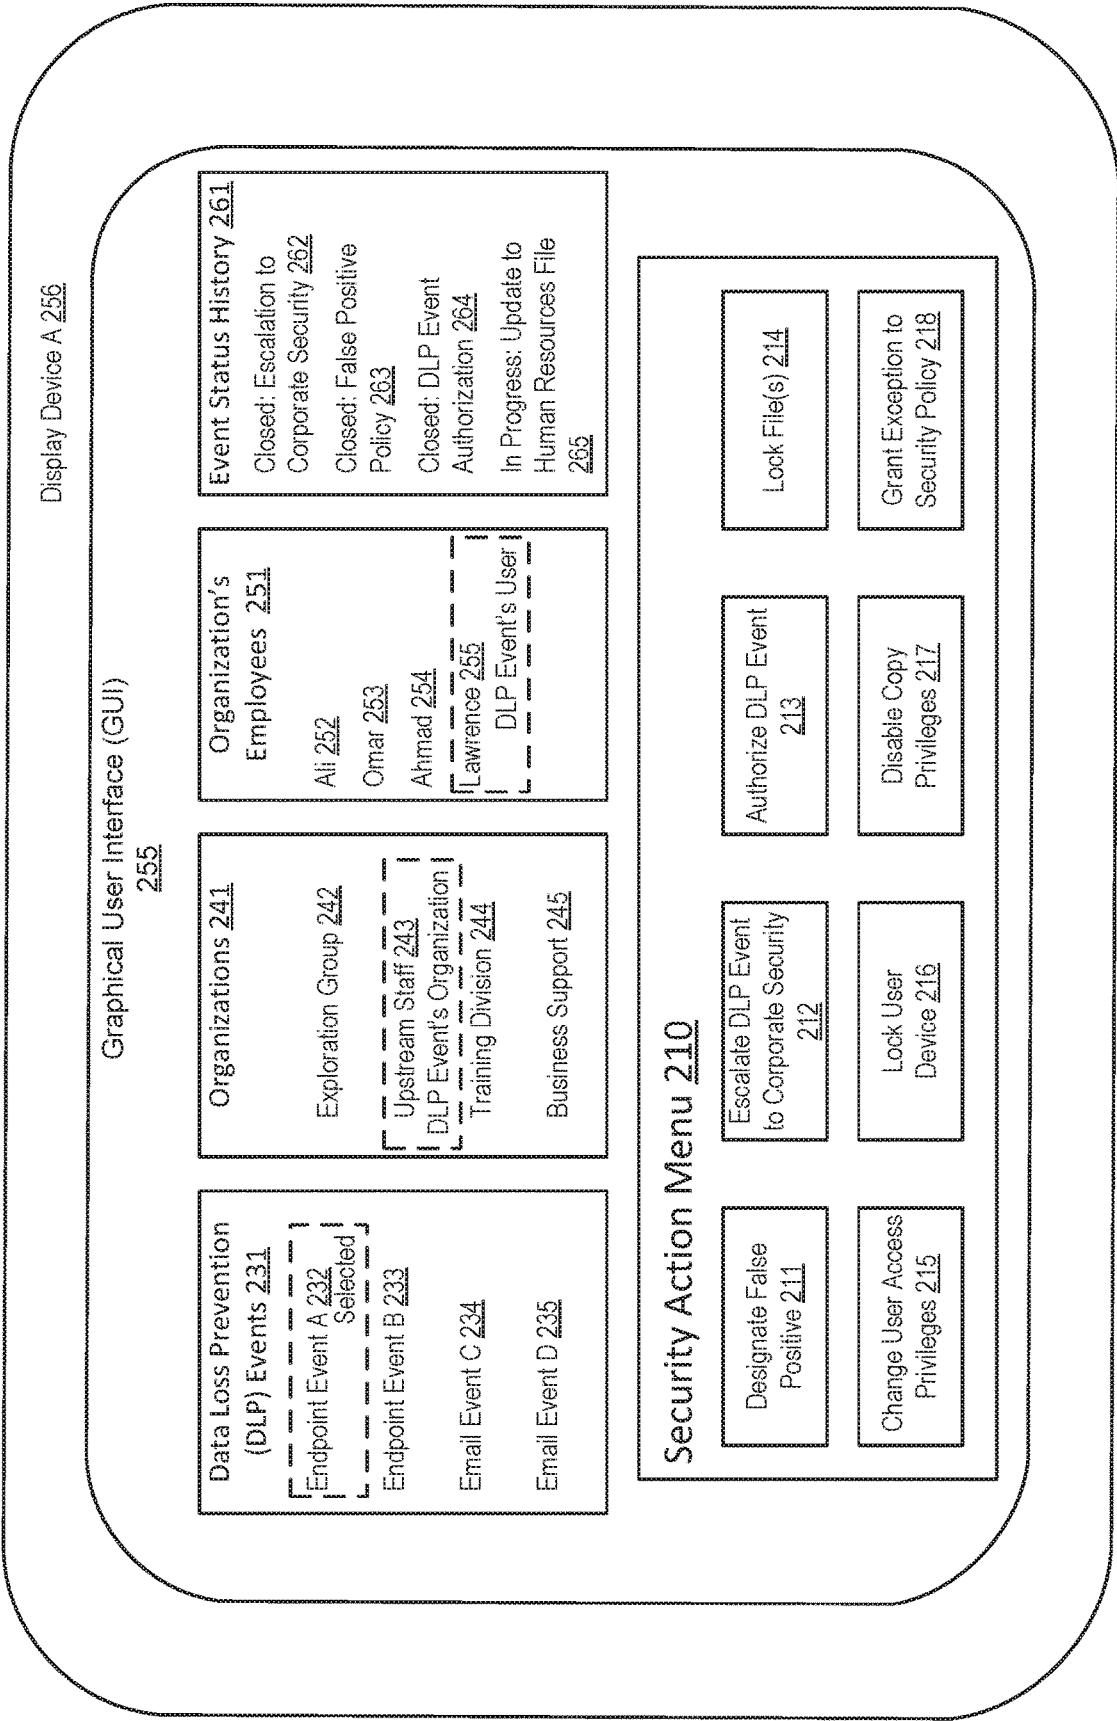 Display Device A 256
Graphical User Interface (GUI)
255
Data Loss Prevention
(DLP) Events 231
Endpoint Event A 232
Selected
Endpoint Event B 233
Email Event C 234
Email Event D 235
Organizations 241
Exploration Group 242
Upstream Staff 243
DLP Event's Organization
Training Division 244
Business Support 245
Organization's
Employees 251
Ali 252
Omar 253
Ahmad 254
Lawrence 255
DLP Event's User
Event Status History 261
Closed: Escalation to
Corporate Security 262
Closed: False Positive
Policy 263
Closed: DLP Event
Authorization 264
In Progress: Update to
Human Resources File
265
Security Action Menu 210
Designate False
Positive 211
Escalate DLP Event
to Corporate Security
212
Authorize DLP Event
213
Lock File(s) 214
Change User Access
Privileges 215
Lock User
Device 216
Disable Copy
Privileges 217
Grant Exception to
Security Policy 218